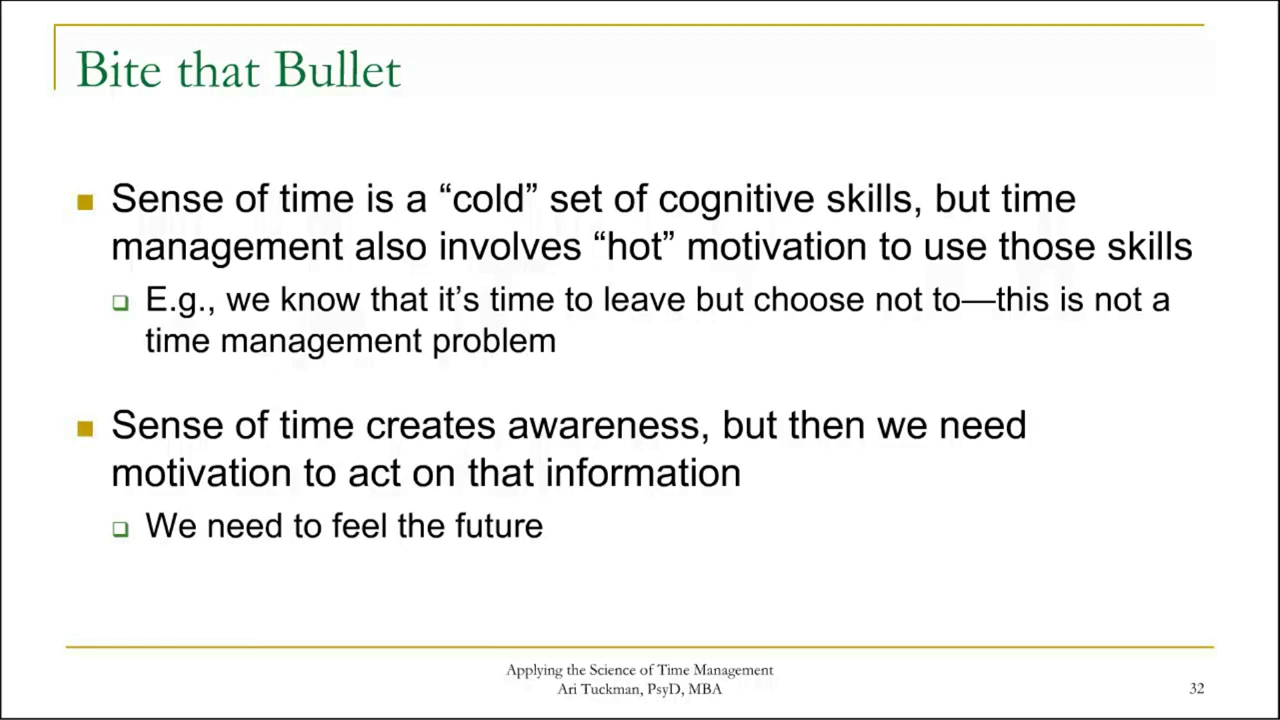 Bite that Bullet
Sense of time is a “cold” set of cognitive skills, but time
management also involves “hot” motivation to use those skills
E.g., we know that it’s time to leave but choose not to—this is not a
time management problem
Sense of time creates awareness, but then we need
motivation to act on that information
We need to feel the future
Applying the Science of Time Management
Ari Tuckman, PsyD, MBA
32